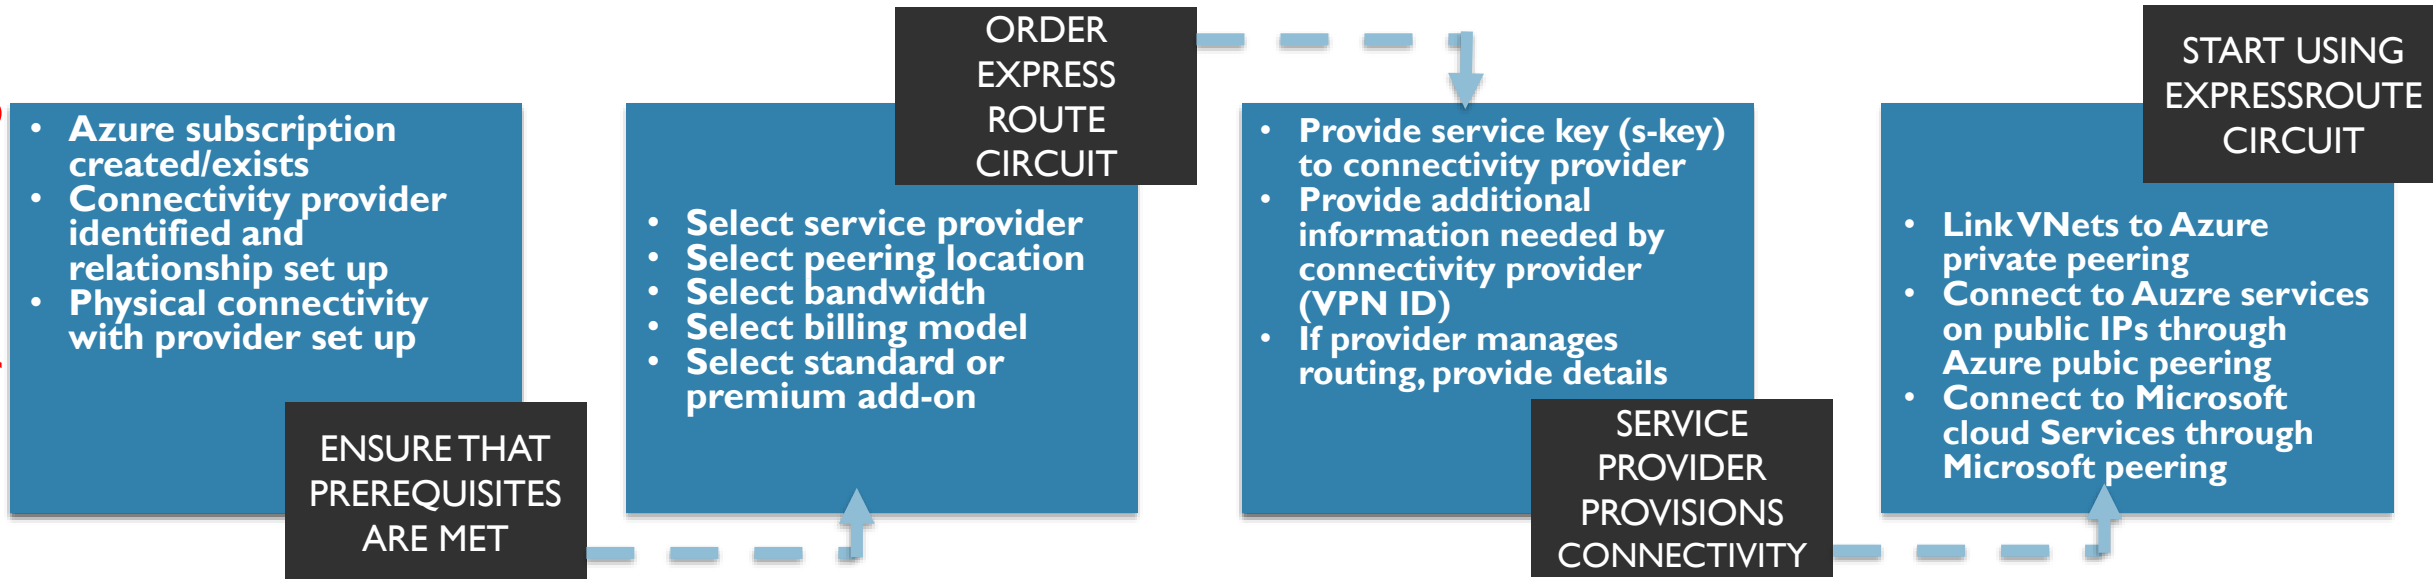 • Azure subscription
created/exists
• Connectivity provider
identified and
relationship set up
• Physical connectivity
with provider set up
ENSURE THAT
PREREQUISITES
ARE MET
ORDER
EXPRESS
ROUTE
CIRCUIT
• Select service provider
• Select peering location
• Select bandwidth
• Select billing model
• Select standard or
premium add-on
• Provide service key (s-key)
to connectivity provider
• Provide additional
information needed by
connectivity provider
(VPN ID)
• If provider manages
routing, provide details
SERVICE
PROVIDER
PROVISIONS
CONNECTIVITY
START USING
EXPRESSROUTE
CIRCUIT
• Link VNets to Azure
private peering
• Connect to Auzre services
on public IPs through
Azure pubic peering
• Connect to Microsoft
cloud Services through
Microsoft peering